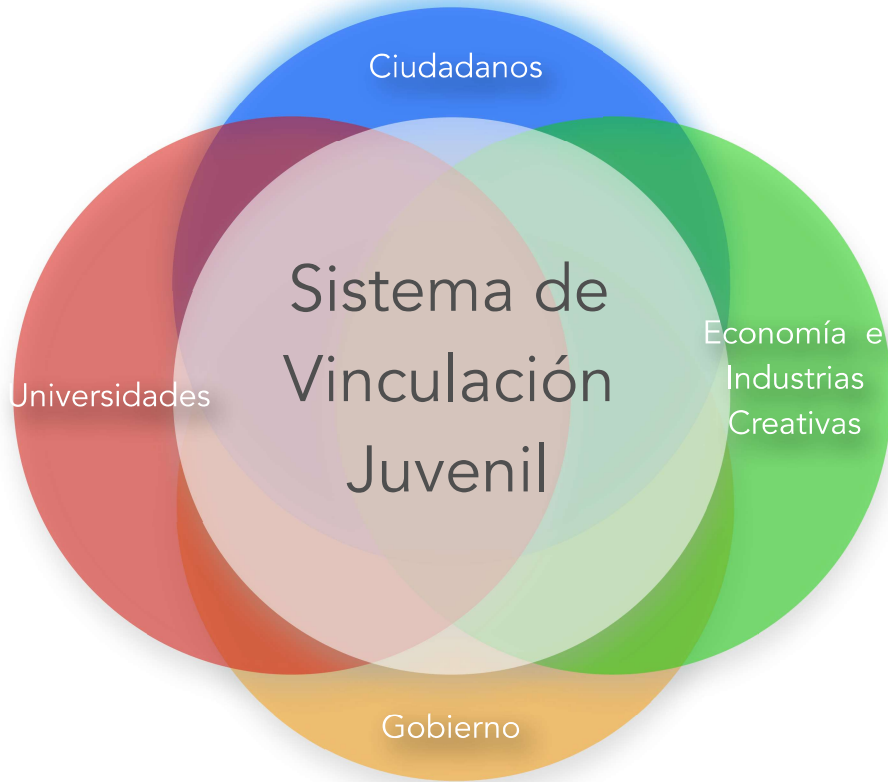 Ciudadanos
Sistema de
Vinculación
Juvenil
Universidades
Economía e
Industrias
Creativas
Gobierno